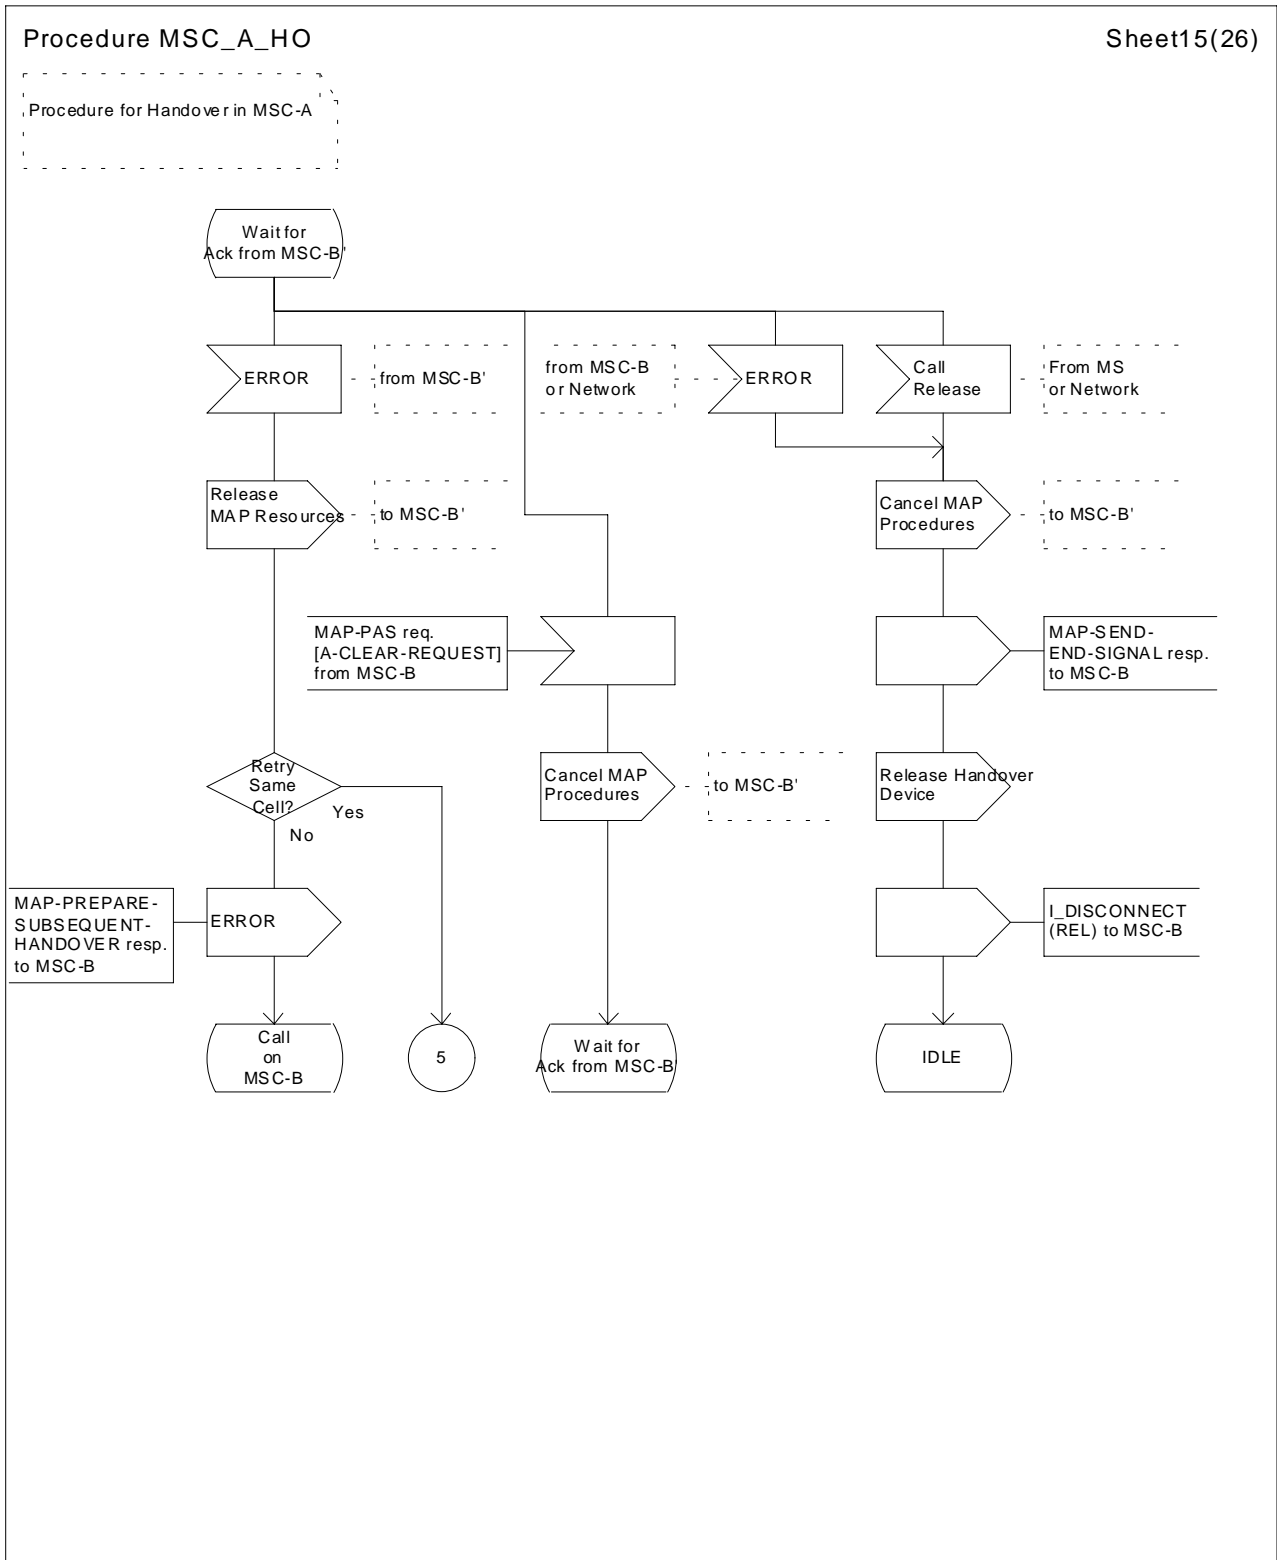 Procedure MSC_A_HO
Sheet15(26)
Procedure for Handover in MSC-A
Wait for
Ack from MSC-B'
ERROR
from MSC-B'
from MSC-B
or Network
ERROR
Call
Release
From MS
or Network
Release
MAP Resources
to MSC-B'
Cancel MAP
Procedures
to MSC-B'
MAP-PAS req.
[A-CLEAR-REQUEST]
from MSC-B
MAP-SEND-
END-SIGNAL resp.
to MSC-B
Retry
Same
Cell?
Yes
No
Cancel MAP
Procedures
to MSC-B'
Release Handover
Device
MAP-PREPARE-
SUBSEQUENT-
HANDOVER resp.
to MSC-B
ERROR
I_DISCONNECT
(REL) to MSC-B
Call
on
MSC-B
5
Wait for
Ack from MSC-B'
IDLE